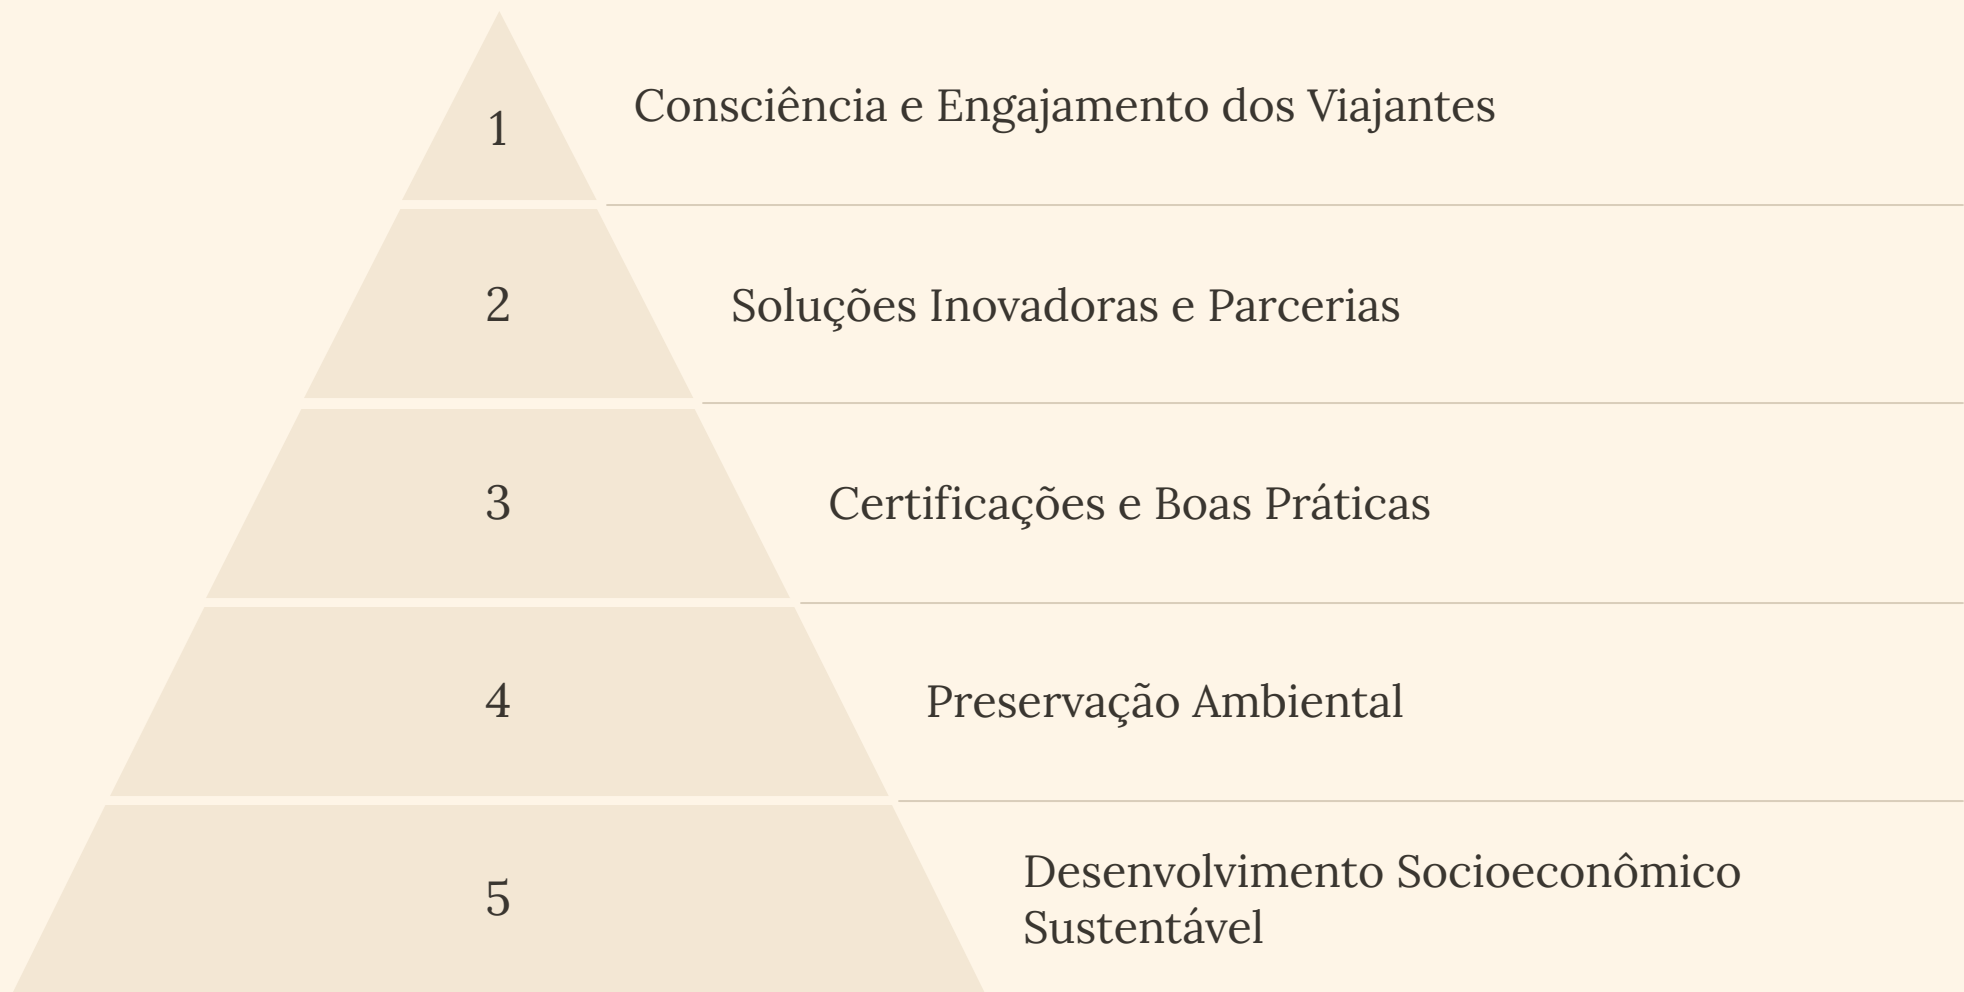 1
Consciência e Engajamento dos Viajantes
2
Soluções Inovadoras e Parcerias
3
Certificações e Boas Práticas
4
Preservação Ambiental
5
Desenvolvimento Socioeconômico
Sustentável